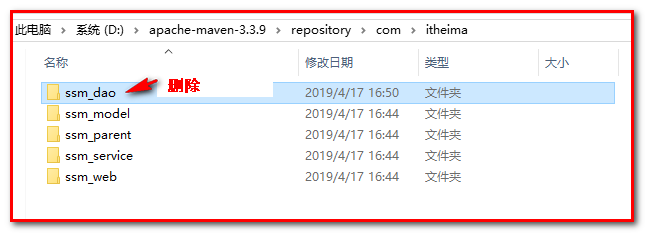 此电脑 › 系统 (D:) › apache-maven-3.3.9 › repository › com › itheima
名称 修改日期 类型 大小
ssm_dao 删除 2019/4/17 16:50 文件夹
ssm_model 2019/4/17 16:44 文件夹
ssm_parent 2019/4/17 16:44 文件夹
ssm_service 2019/4/17 16:44 文件夹
ssm_web 2019/4/17 16:44 文件夹